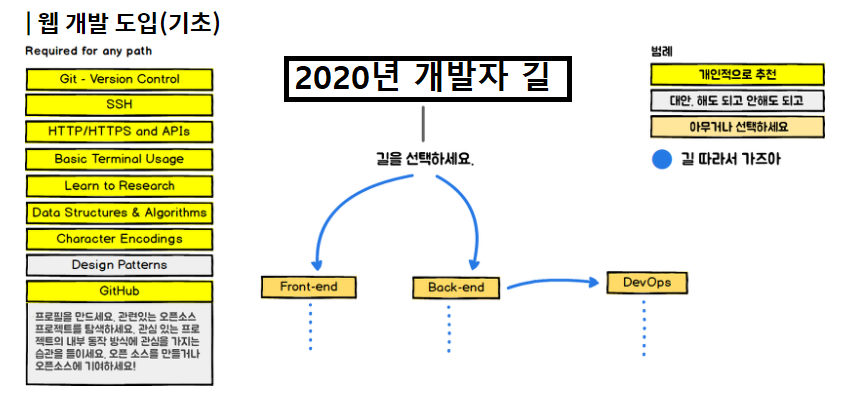 | 웹 개발 도입(기초)
Required for any path
Git - Version Control
SSH
HTTP/HTTPS and APIs
Basic Terminal Usage
Learn to Research
Data Structures & Algorithms
Character Encodings
Design Patterns
GitHub
프로필을 만드세요. 관련있는 오픈소스
프로젝트를 탐색하세요. 관심 있는 프로
젝트의 내부 동작 방식에 관심을 가지는
습관을 들이세요. 오픈 소스를 만들거나
오픈소스에 기여하세요!
2020년 개발자 길
길을 선택하세요.
Front-end
Back-end
DevOps
범례
개인적으로 추천
대안. 해도 되고 안해도 되고
아무거나 선택하세요
길 따라서 가즈아